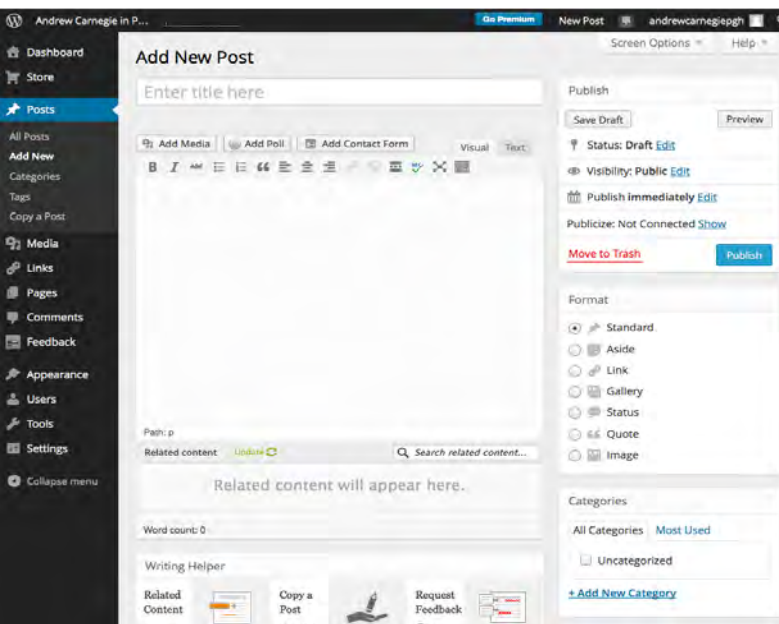 Andrew Carnegie in P...
Go Premium
New Post
andrewcarnegiepgh
Dashboard
Store
Posts
All Posts
Add New
Categories
Tags
Copy a Post
Media
Links
Pages
Comments
Feedback
Appearance
Users
Tools
Settings
Collapse menu
Screen Options
Help
Add New Post
Enter title here
Add Media
Add Poll
Add Contact Form
Visual
Text
B I ABC
Path: p
Related content
Update
Search related content...
Related content will appear here.
Word count: 0
Writing Helper
Related
Content
Copy a
Post
Request
Feedback
Publish
Save Draft
Preview
Status: Draft Edit
Visibility: Public Edit
Publish immediately Edit
Publicize: Not Connected Show
Move to Trash
Publish
Format
Standard
Aside
Link
Gallery
Status
Quote
Image
Categories
All Categories
Most Used
Uncategorized
+ Add New Category